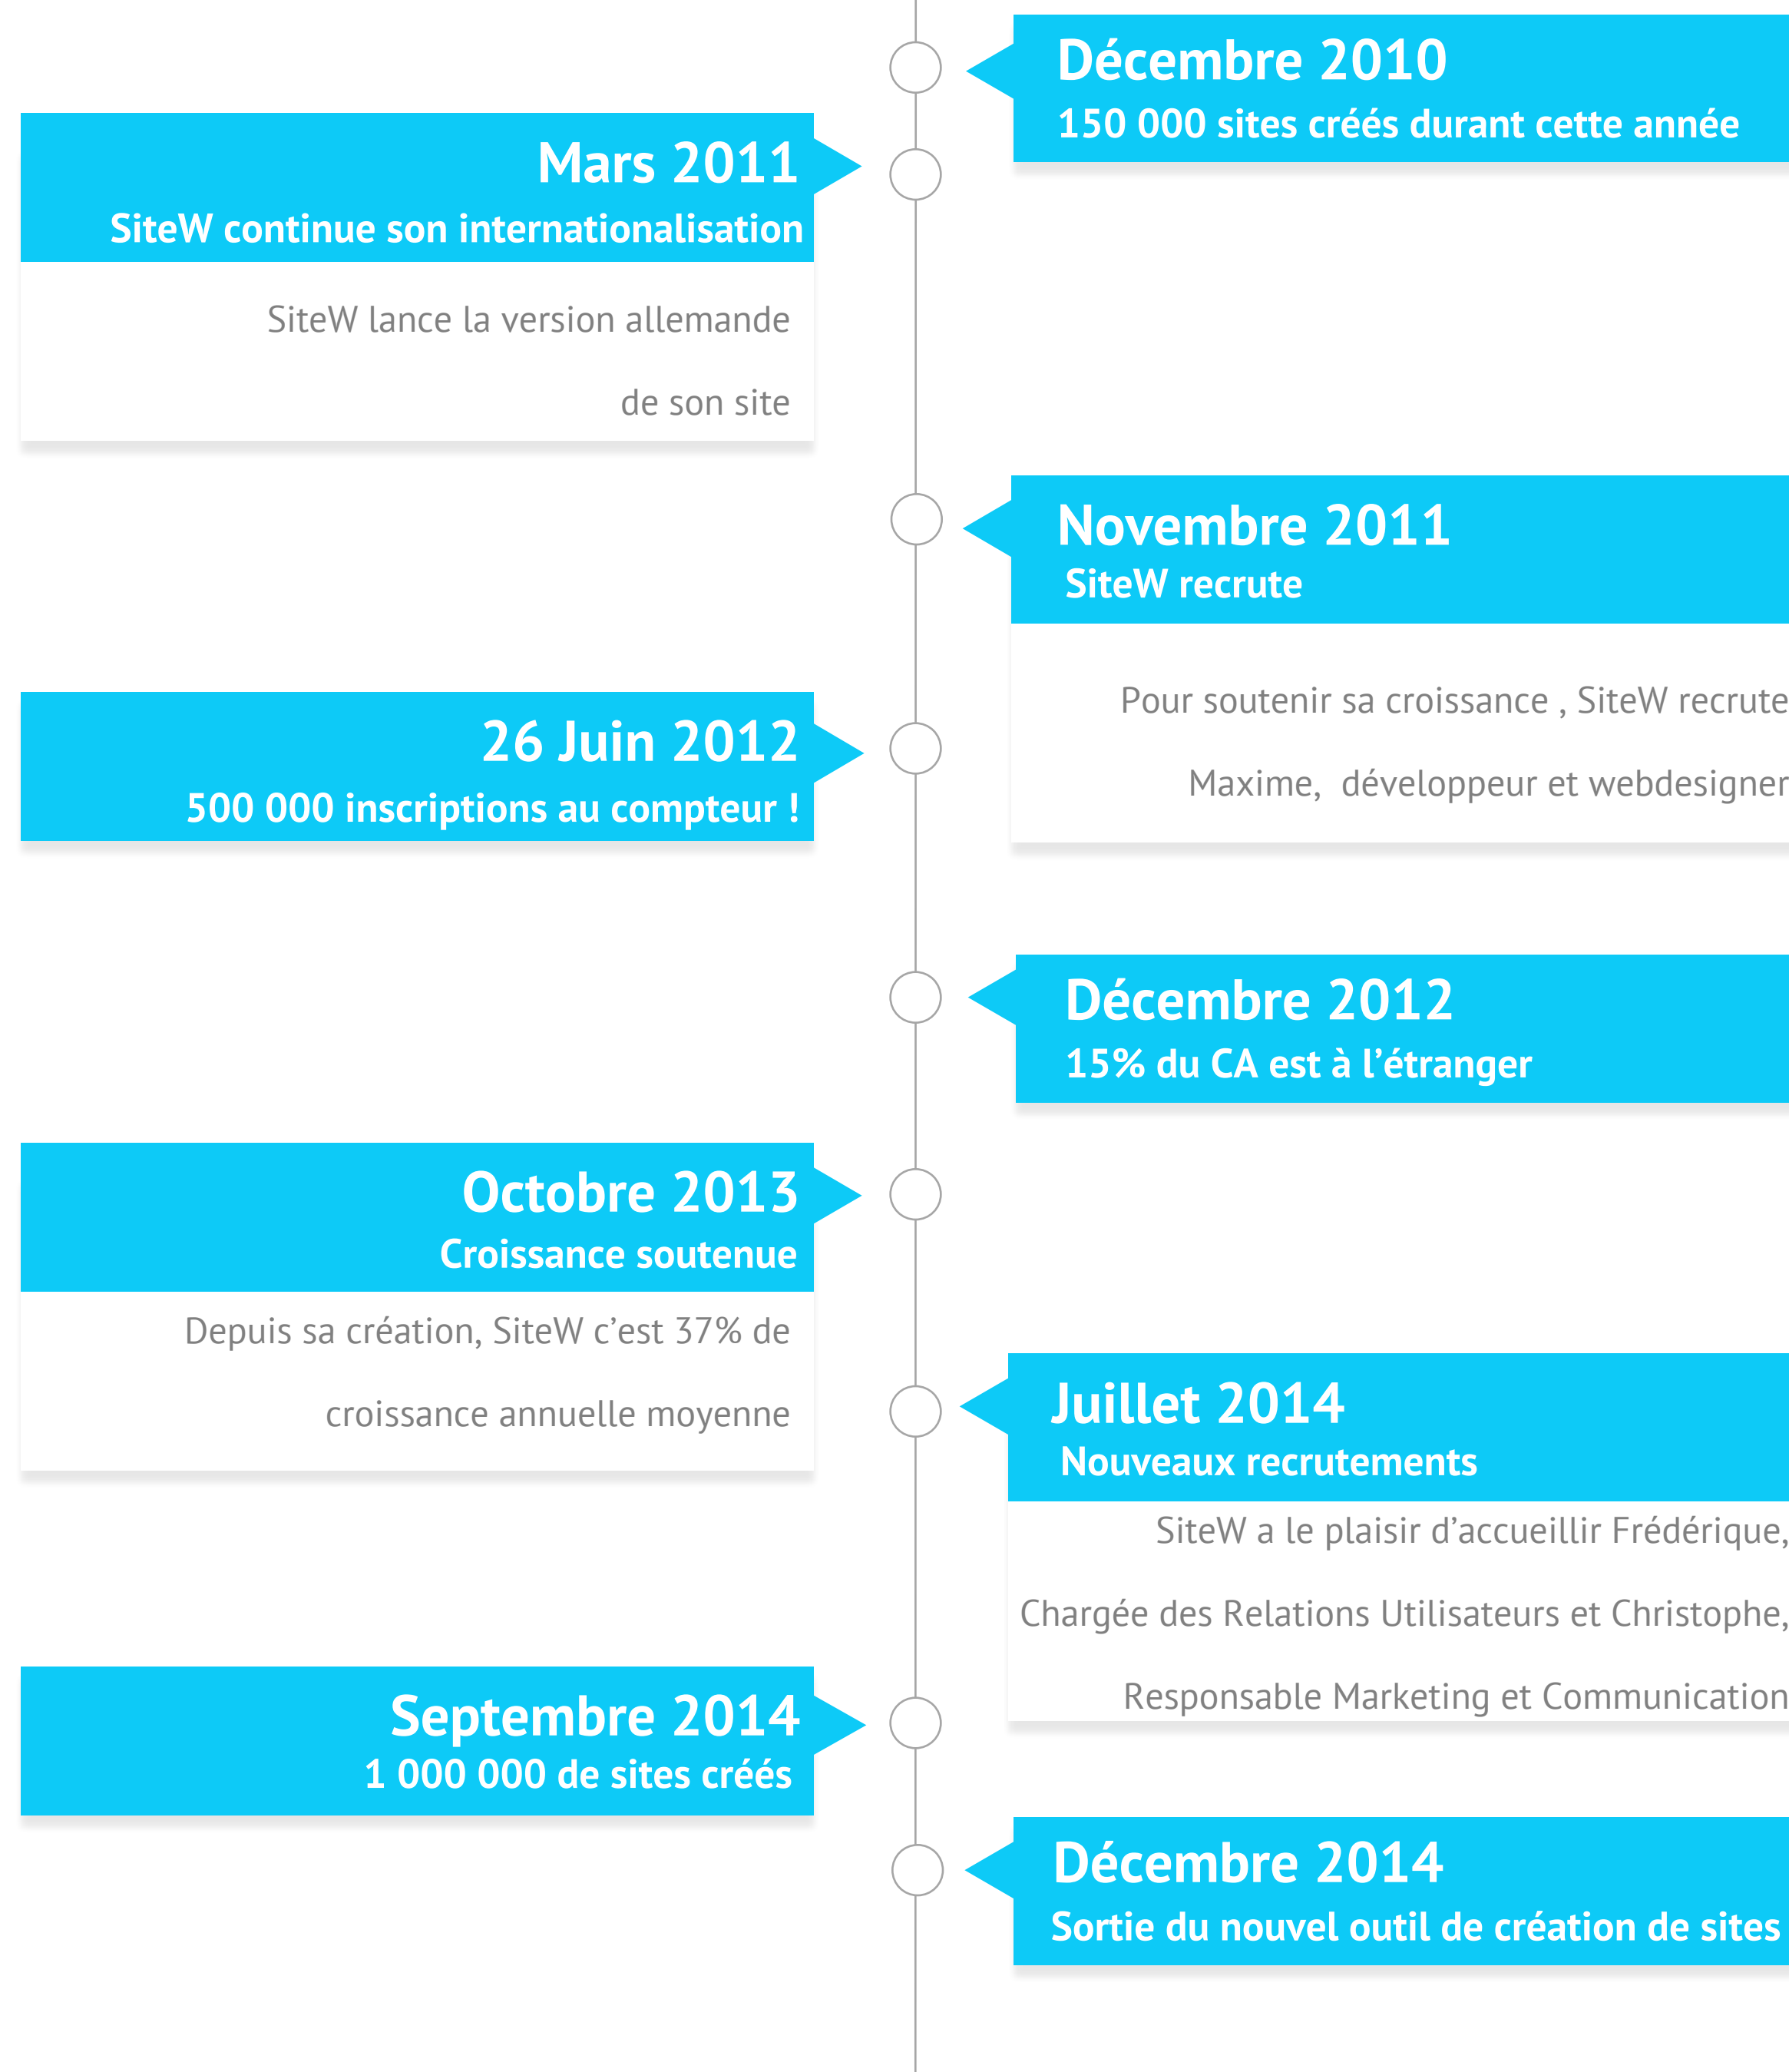 Décembre 2010
150 000 sites créés durant cette année
Mars 2011
SiteW continue son internationalisation
SiteW lance la version allemande
de son site
Novembre 2011
SiteW recrute
Pour soutenir sa croissance , SiteW recrute
Maxime, développeur et webdesigner
26 Juin 2012
500 000 inscriptions au compteur !
Décembre 2012
15% du CA est à l’étranger
Octobre 2013
Croissance soutenue
Depuis sa création, SiteW c’est 37% de
croissance annuelle moyenne
Juillet 2014
Nouveaux recrutements
SiteW a le plaisir d’accueillir Frédérique,
Chargée des Relations Utilisateurs et Christophe,
Responsable Marketing et Communication
Septembre 2014
1 000 000 de sites créés
Décembre 2014
Sortie du nouvel outil de création de sites